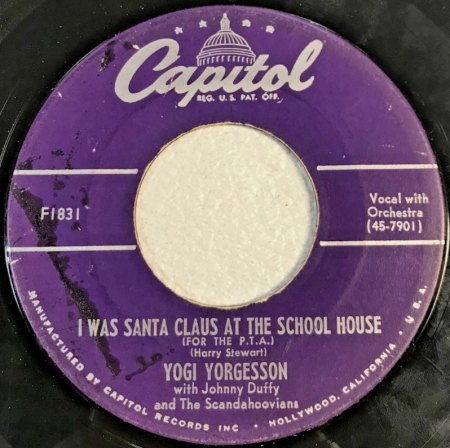 Capitol
REG. U.S. PAT. OFF.
F1831
Vocal with
Orchestra
(45-7901)
I WAS SANTA CLAUS AT THE SCHOOL HOUSE
(FOR THE P.T.A.)
(Harry Stewart)
YOGI YORGESSON
with Johnny Duffy
and The Scandahoovians
MANUFACTURED BY CAPITOL RECORDS INC • HOLLYWOOD, CALIFORNIA • U.S.A.